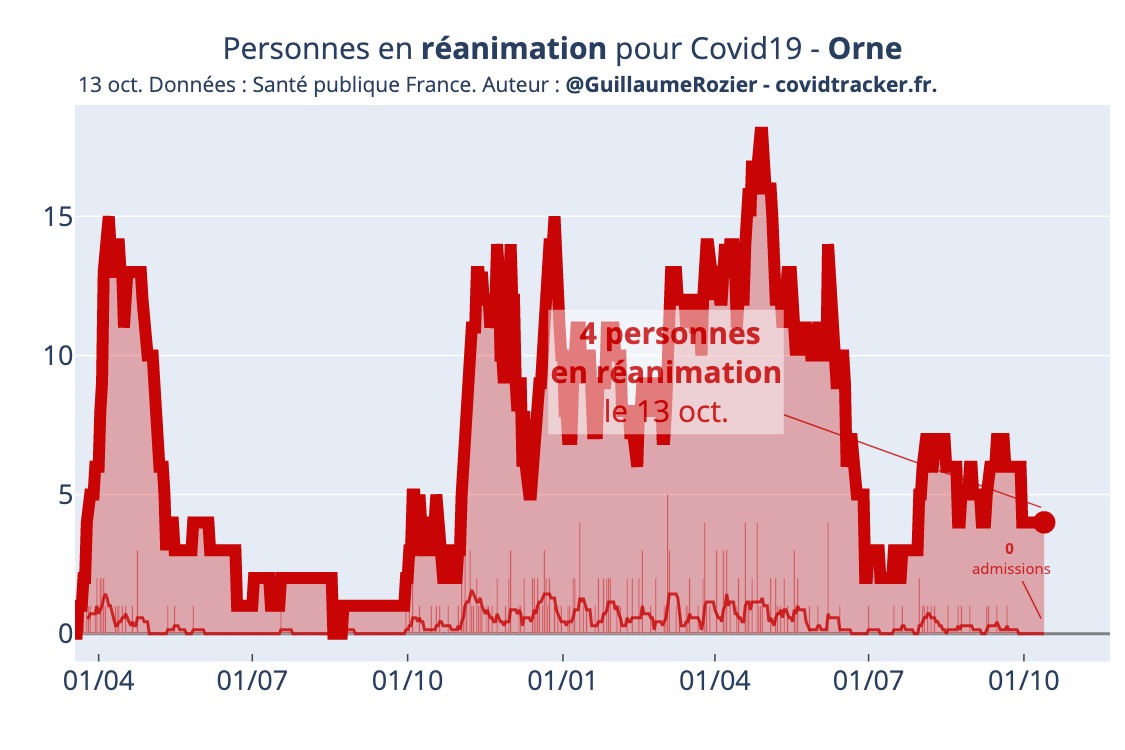 Personnes en réanimation pour Covid19 - Orne
13 oct. Données : Santé publique France. Auteur : @GuillaumeRozier - covidtracker.fr.
15
10
5
0
4 personnes
en réanimation
le 13 oct.
0
admissions
01/04
01/07
01/10
01/01
01/04
01/07
01/10